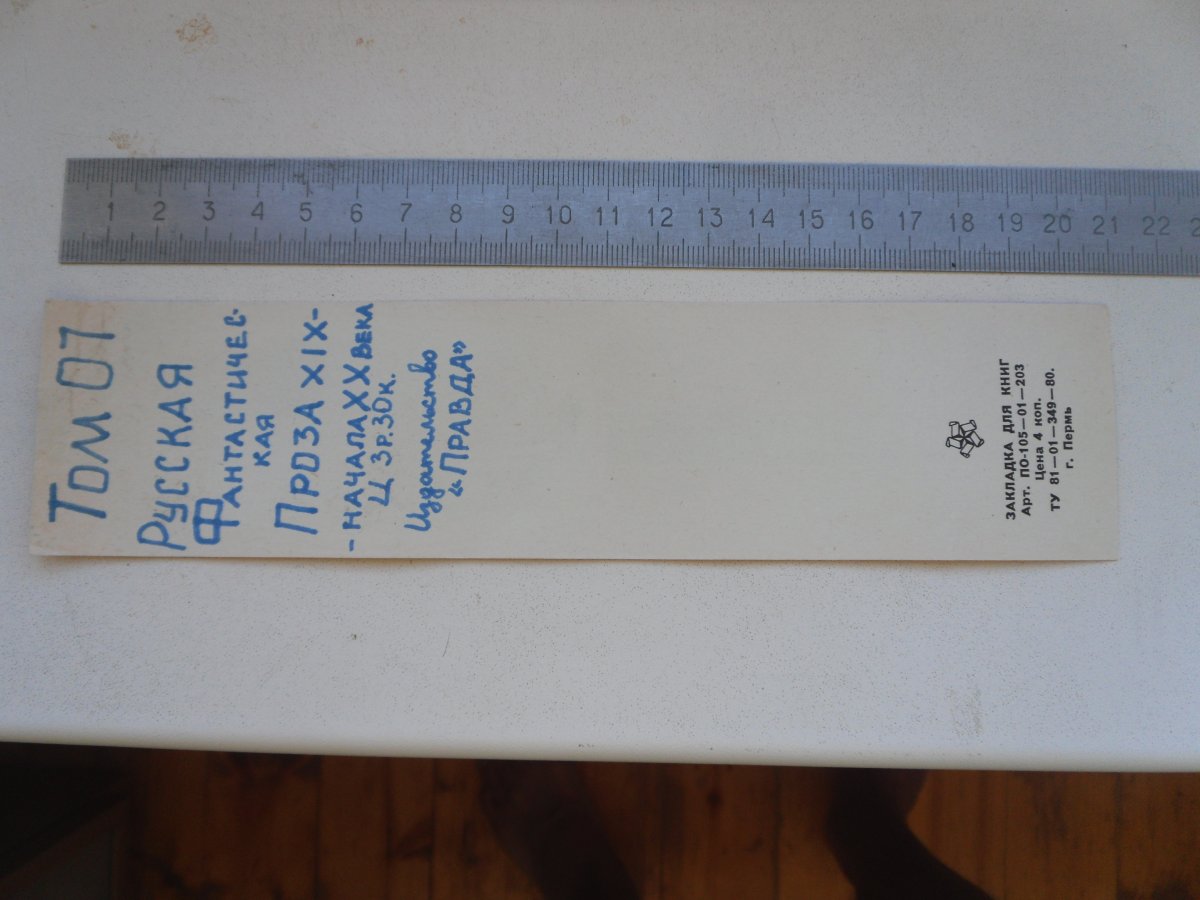 1 2 3 4 5 6 7 8 9 10 11 12 13 14 15 16 17 18 19 20 21 22
Том 01
Русская
Фантастичес-
кая
Проза XIX-
-начала XX века
Ц 3р.30к.
Издательство
«Правда»
ЗАКЛАДКА ДЛЯ КНИГ
Арт. ПО-105—01—203
Цена 4 коп.
ТУ 81—01—349—80.
г. Пермь